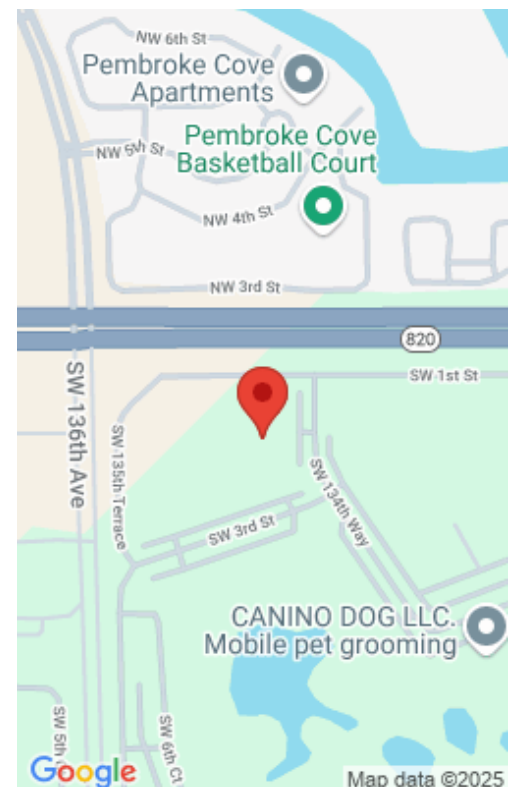 NW 6th St
Pembroke Cove
Apartments
Pembroke Cove
Basketball Court
NW 5th St
NW 4th St
NW 3rd St
820
SW 1st St
SW 136th Ave
SW 135th Terrace
SW 134th Way
SW 3rd St
CANINO DOG LLC.
Mobile pet grooming
SW 5th
SW 6th Ct
Google
Map data ©2025